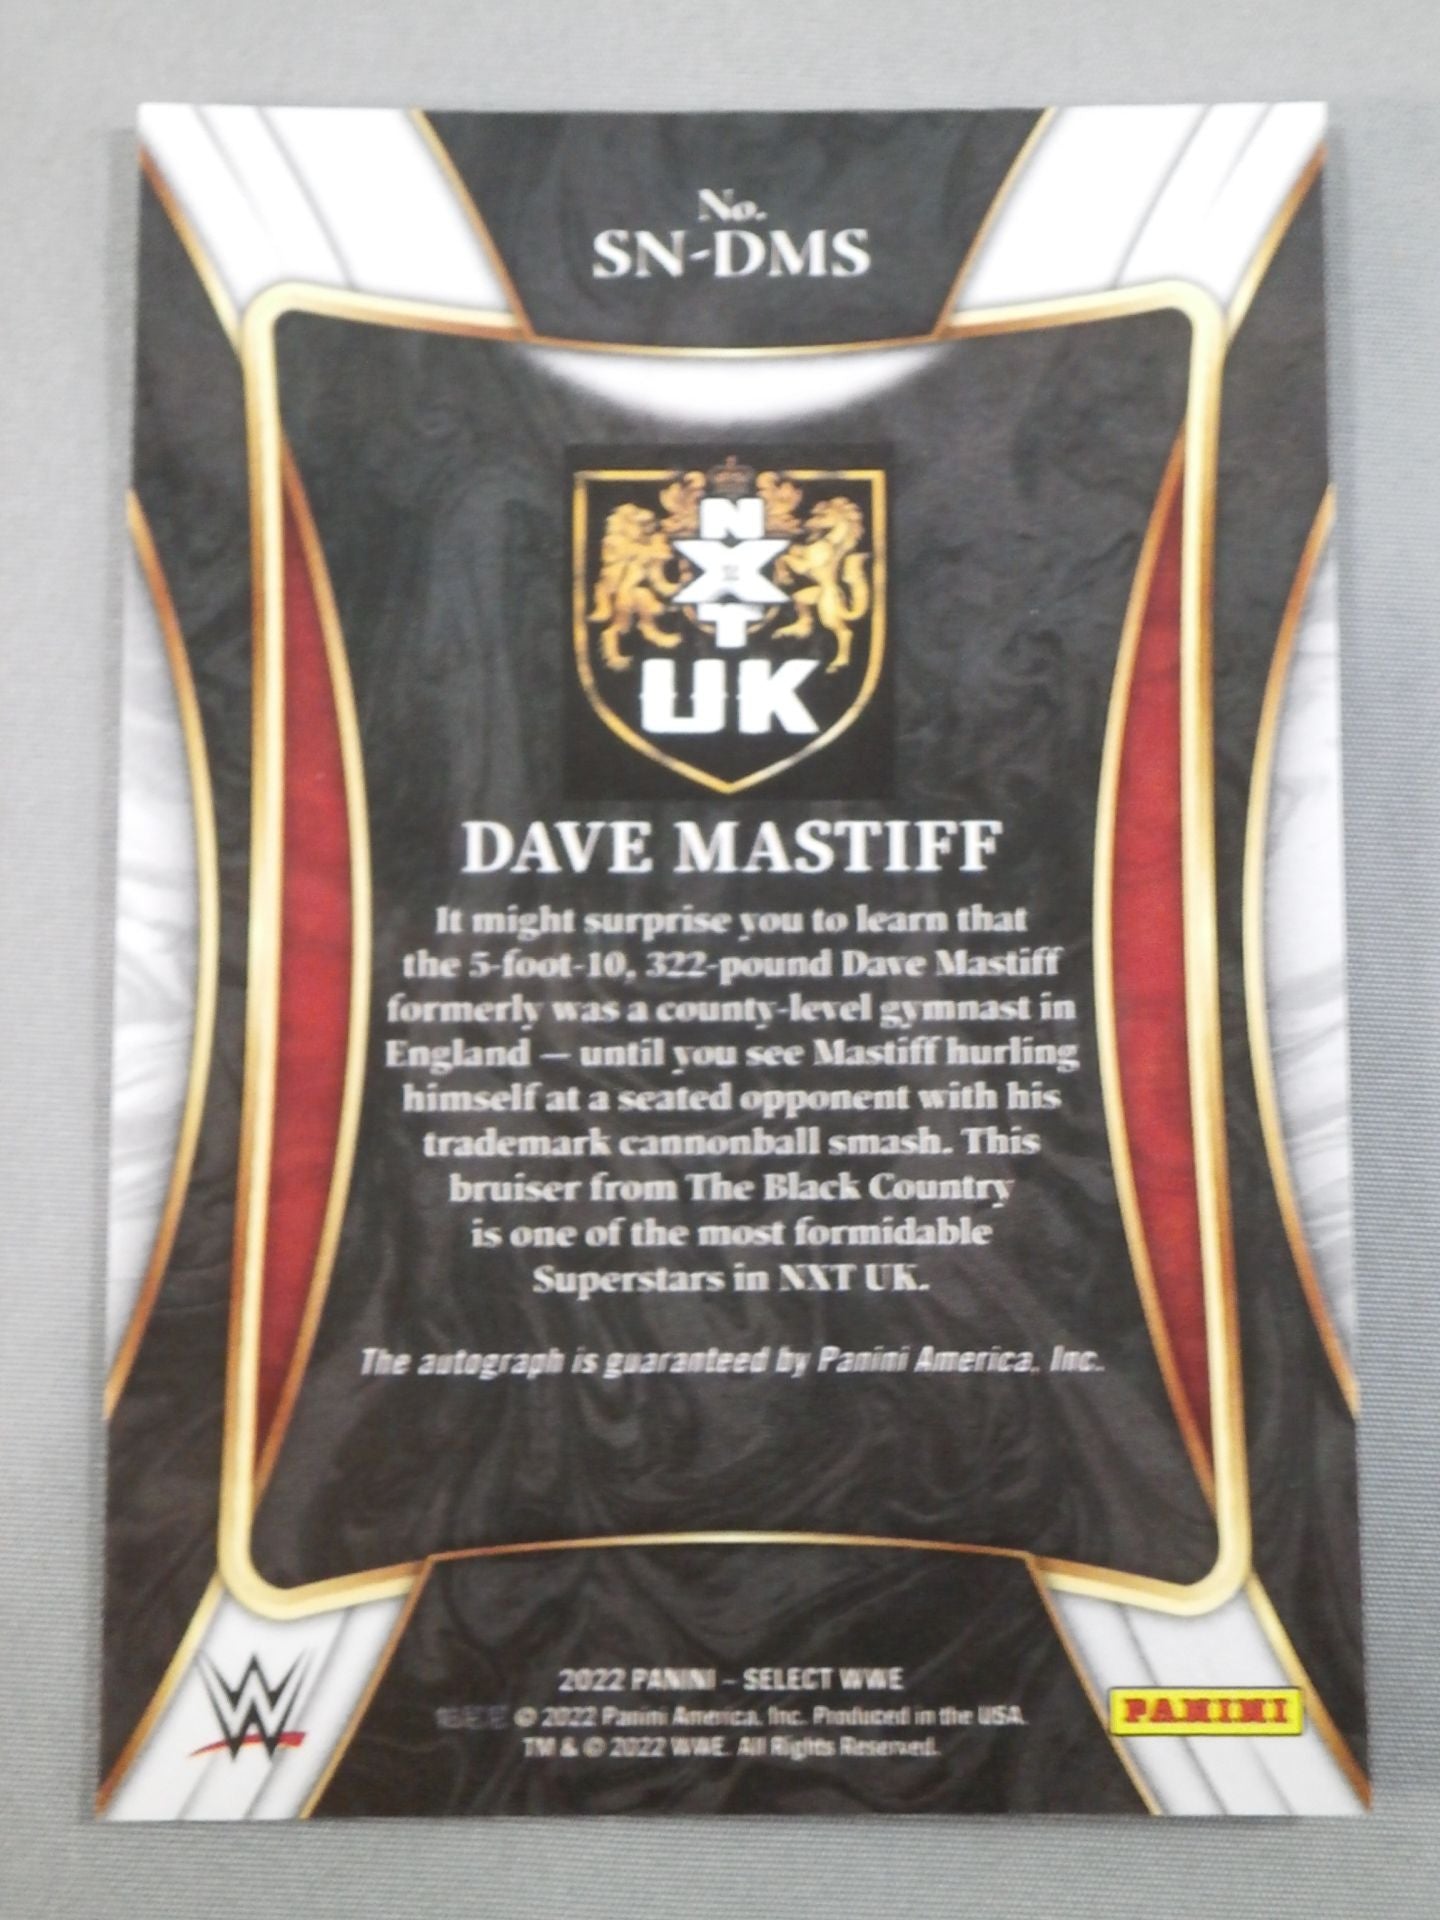 No.
SN-DMS
NXT
UK
DAVE MASTIFF
It might surprise you to learn that
the 5-foot-10, 322-pound Dave Mastiff
formerly was a county-level gymnast in
England — until you see Mastiff hurling
himself at a seated opponent with his
trademark cannonball smash. This
bruiser from The Black Country
is one of the most formidable
Superstars in NXT UK.
The autograph is guaranteed by Panini America, Inc.
2022 PANINI – SELECT WWE
© 2022 Panini America, Inc. Produced in the USA.
TM & © 2022 WWE. All Rights Reserved.
W
PANINI